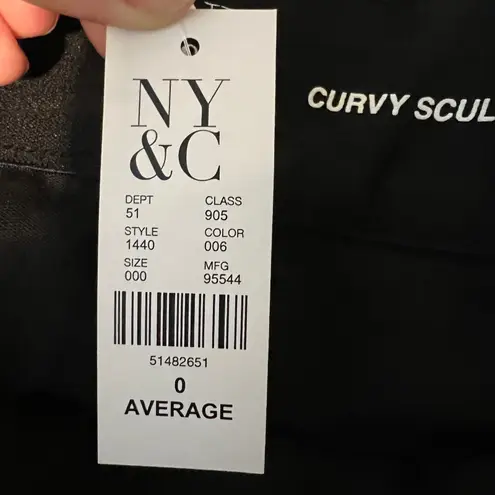 NY
&C
DEPT CLASS
51 905
STYLE COLOR
1440 006
SIZE MFG
000 95544
51482651
0
AVERAGE
CURVY SCUL